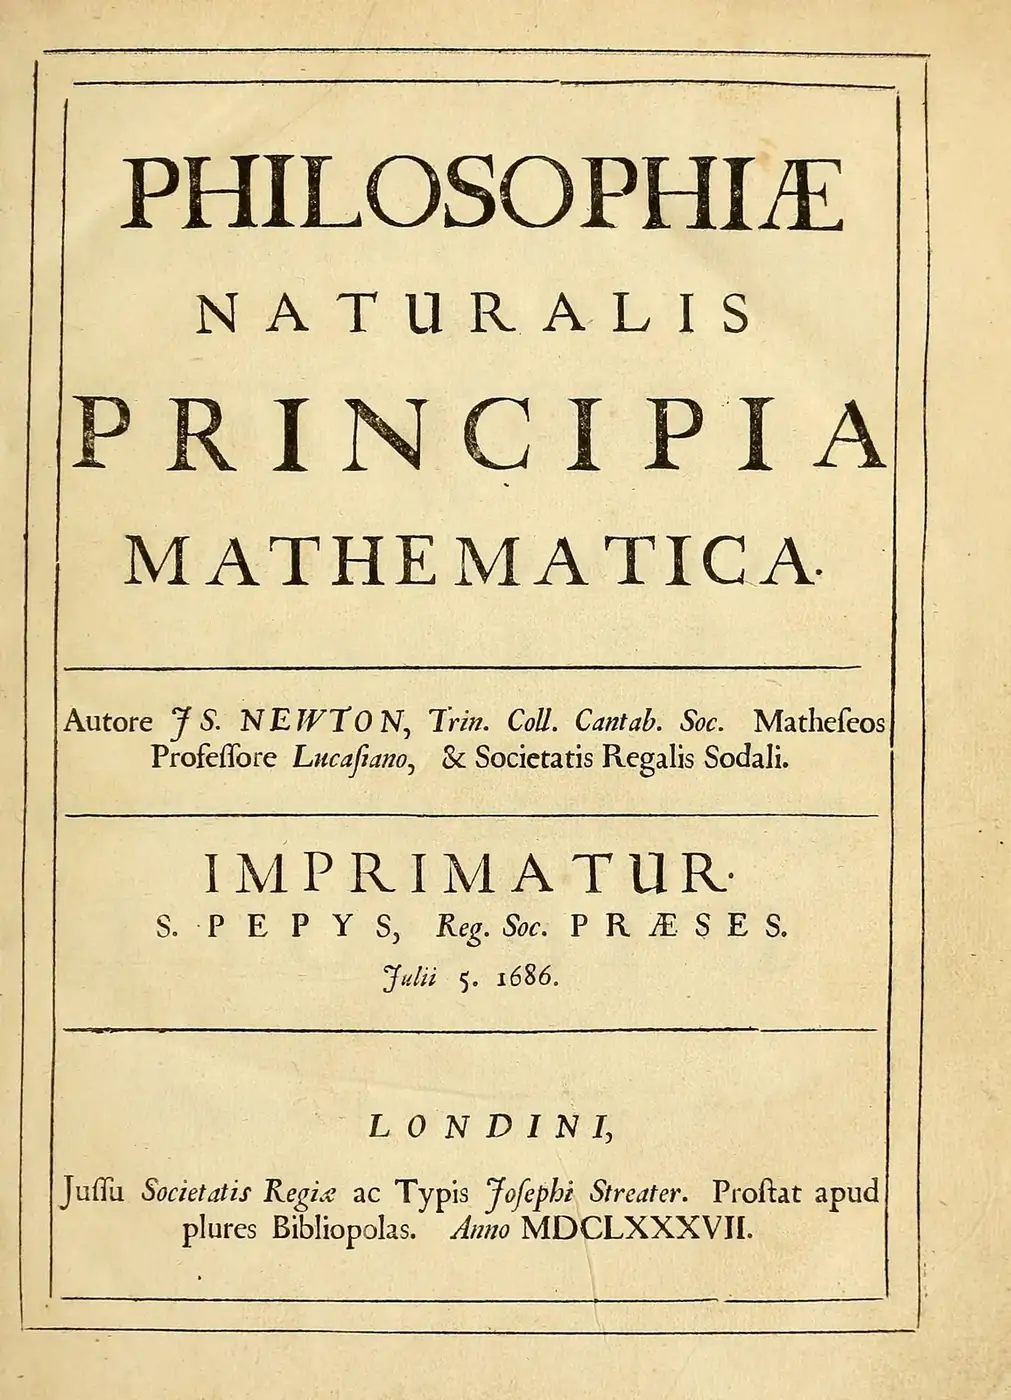 PHILOSOPHIÆ
NATURALIS
PRINCIPIA
MATHEMATICA.
Autore JS. NEWTON, Trin. Coll. Cantab. Soc. Matheſeos
Profeſſore Lucaſiano, & Societatis Regalis Sodali.
IMPRIMATUR.
S. PEPYS, Reg. Soc. PRÆSES.
Julii 5. 1686.
LONDINI,
Juſſu Societatis Regiæ ac Typis Joſephi Streater. Proſtat apud
plures Bibliopolas. Anno MDCLXXXVII.